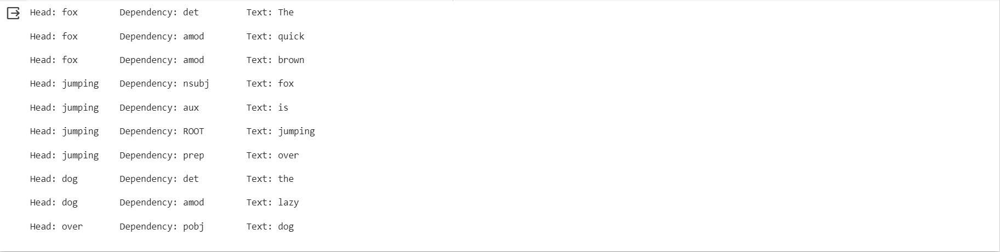 Head: fox Dependency: det Text: The
Head: fox Dependency: amod Text: quick
Head: fox Dependency: amod Text: brown
Head: jumping Dependency: nsubj Text: fox
Head: jumping Dependency: aux Text: is
Head: jumping Dependency: ROOT Text: jumping
Head: jumping Dependency: prep Text: over
Head: dog Dependency: det Text: the
Head: dog Dependency: amod Text: lazy
Head: over Dependency: pobj Text: dog